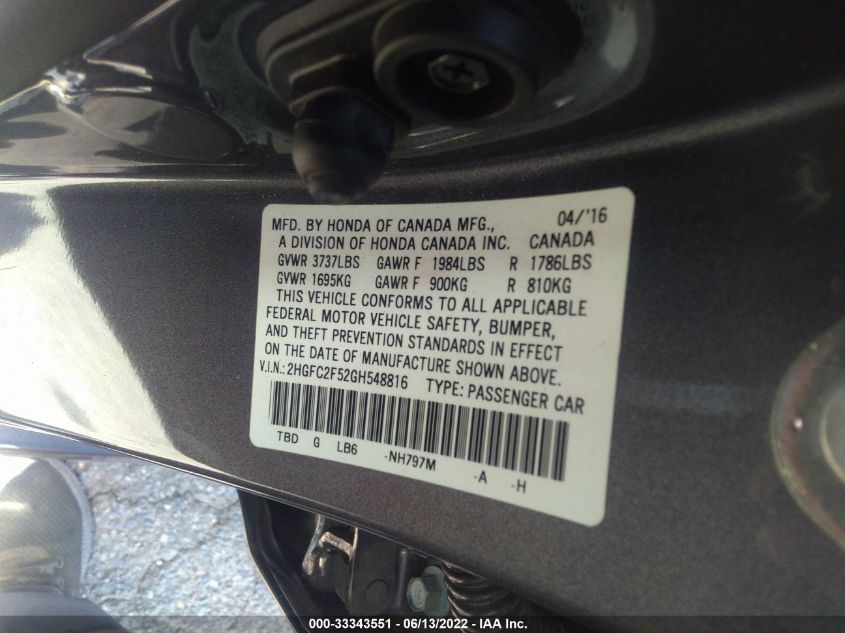 MFD. BY HONDA OF CANADA MFG., 04/'16
A DIVISION OF HONDA CANADA INC. CANADA
GVWR 3737LBS GAWR F 1984LBS R 1786LBS
GVWR 1695KG GAWR F 900KG R 810KG
THIS VEHICLE CONFORMS TO ALL APPLICABLE
FEDERAL MOTOR VEHICLE SAFETY, BUMPER,
AND THEFT PREVENTION STANDARDS IN EFFECT
ON THE DATE OF MANUFACTURE SHOWN ABOVE.
V.I.N.: 2HGFC2F52GH548816 TYPE: PASSENGER CAR
TBD G LB6 -NH797M -A -H
000-33343551 - 06/13/2022 - IAA Inc.